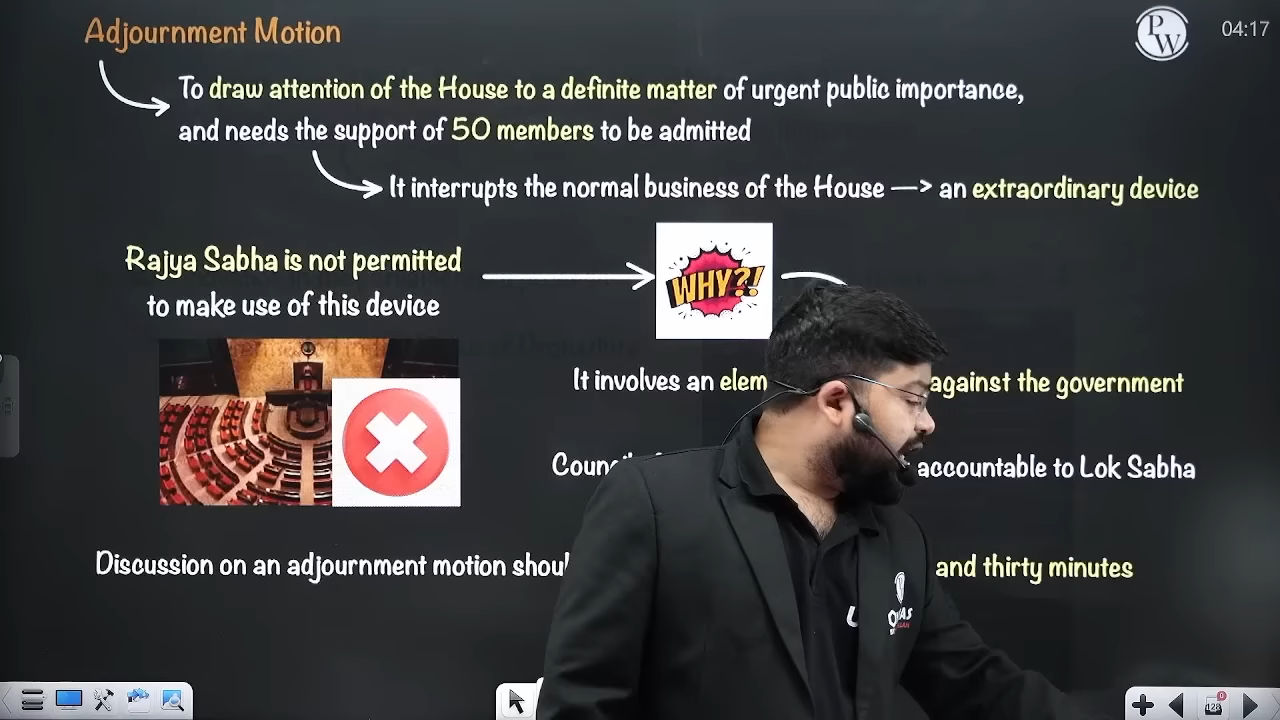 Adjournment Motion
PW
04:17
To draw attention of the House to a definite matter of urgent public importance,
and needs the support of 50 members to be admitted
It interrupts the normal business of the House —> an extraordinary device
Rajya Sabha is not permitted
to make use of this device
WHY?!
It involves an against the government
accountable to Lok Sabha
Discussion on an adjournment motion and thirty minutes